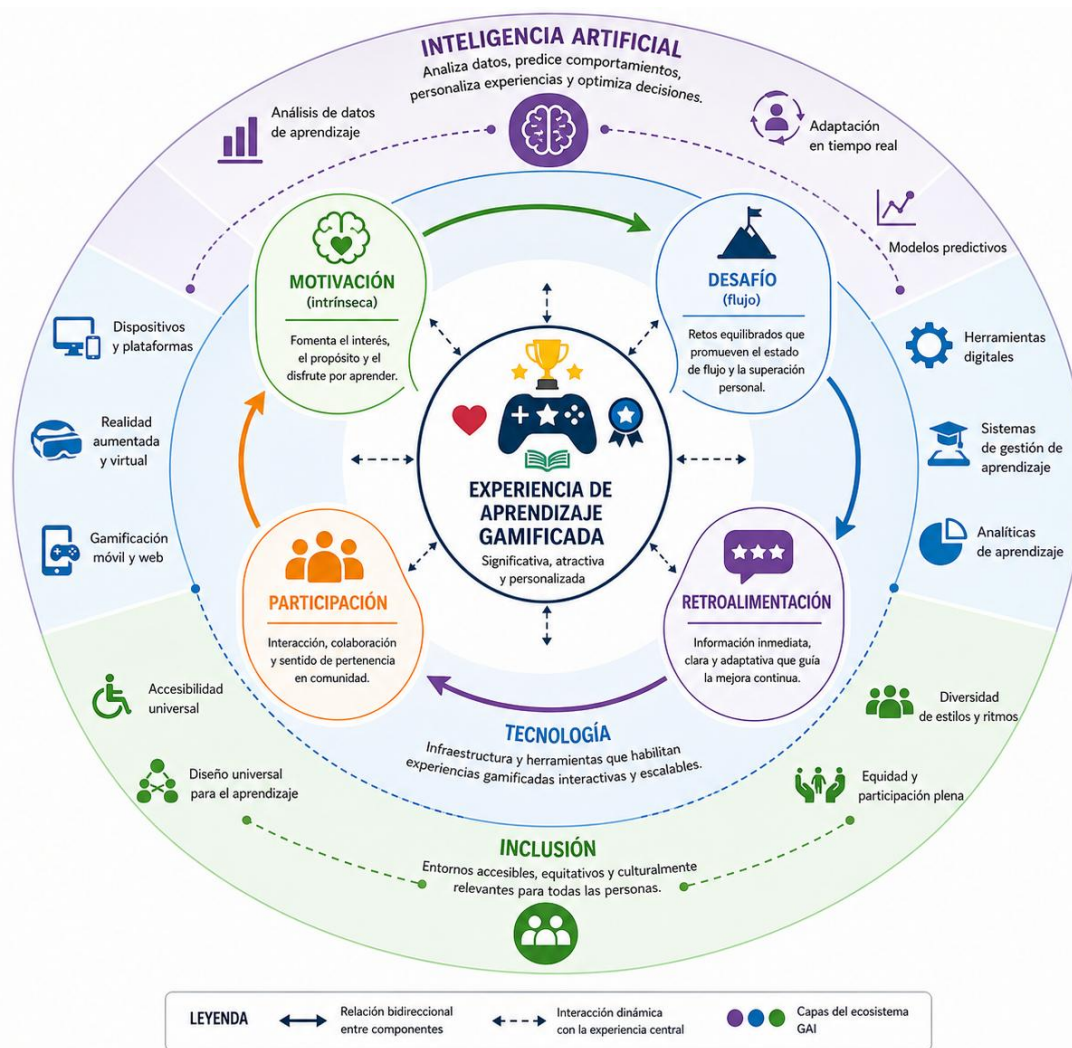 INTELIGENCIA ARTIFICIAL
Analiza datos, predice comportamientos,
personaliza experiencias y optimiza decisiones.
Análisis de datos
de aprendizaje
Adaptación
en tiempo real
Modelos predictivos
MOTIVACIÓN
(intrínseca)
Fomenta el interés,
el propósito y el
disfrute por aprender.
DESAFÍO
(flujo)
Retos equilibrados que
promueven el estado
de flujo y la superación
personal.
Dispositivos
y plataformas
Realidad
aumentada
y virtual
Gamificación
móvil y web
Herramientas
digitales
Sistemas
de gestión de
aprendizaje
Analíticas
de aprendizaje
EXPERIENCIA DE
APRENDIZAJE
GAMIFICADA
Significativa, atractiva
y personalizada
PARTICIPACIÓN
Interacción, colaboración
y sentido de pertenencia
en comunidad.
RETROALIMENTACIÓN
Información inmediata,
clara y adaptativa que guía
la mejora continua.
TECNOLOGÍA
Infraestructura y herramientas que habilitan
experiencias gamificadas interactivas y escalables.
Accesibilidad
universal
Diseño universal
para el aprendizaje
Diversidad
de estilos y ritmos
Equidad y
participación plena
INCLUSIÓN
Entornos accesibles, equitativos y culturalmente
relevantes para todas las personas.
LEYENDA
Relación bidireccional
entre componentes
Interacción dinámica
con la experiencia central
Capas del ecosistema
GAI